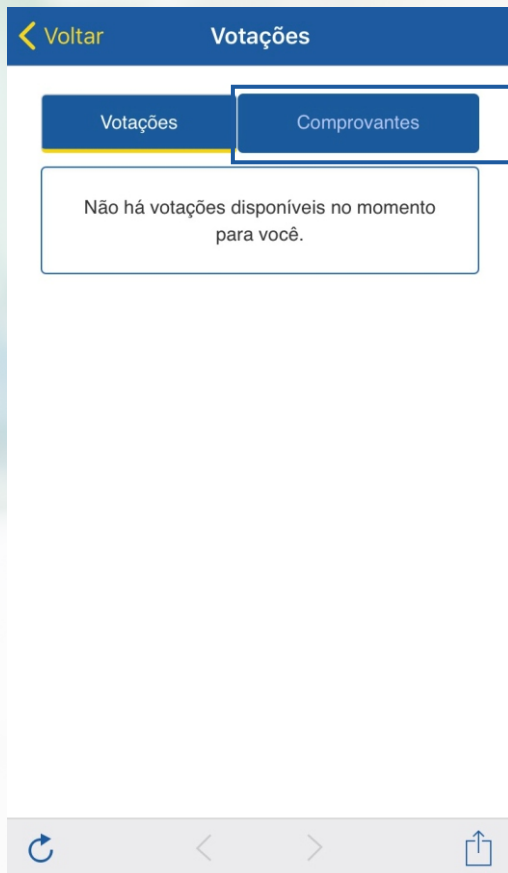 Voltar
Votações
Votações
Comprovantes
Não há votações disponíveis no momento
para você.